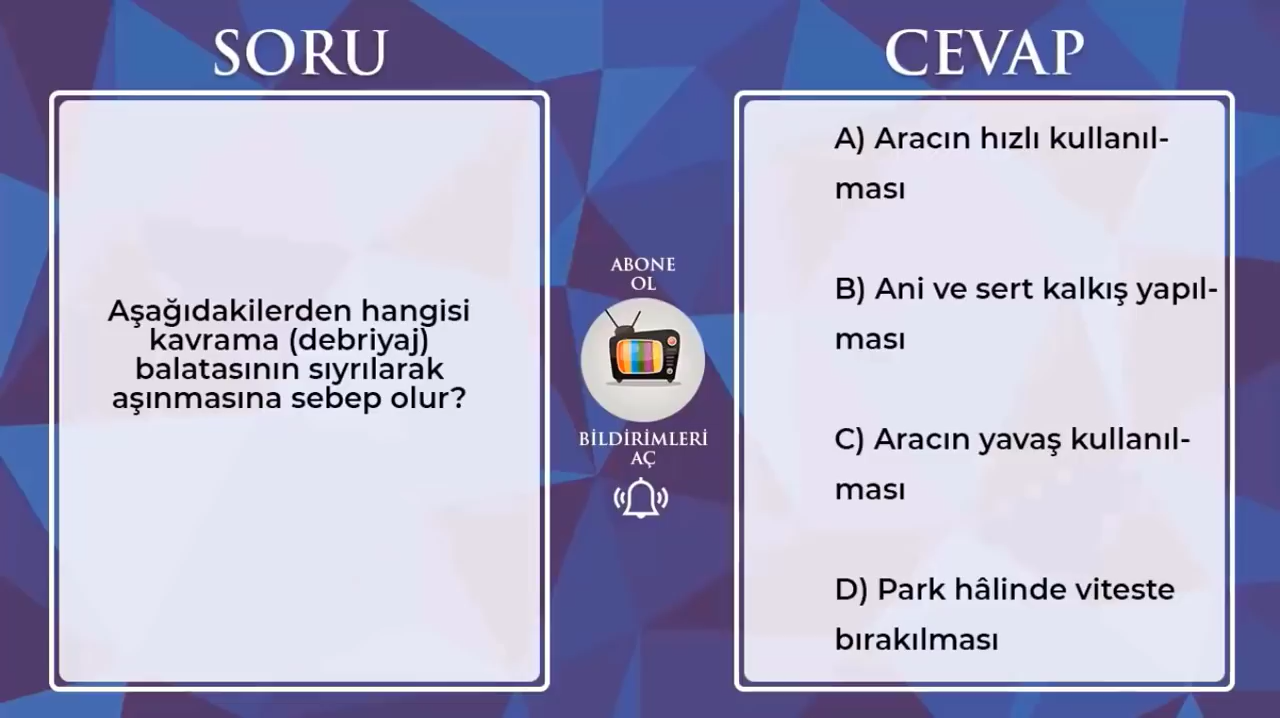 SORU
Aşağıdakilerden hangisi
kavrama (debriyaj)
balatasının sıyrılarak
aşınmasına sebep olur?
ABONE
OL
BİLDİRİMLERİ
AÇ
CEVAP
A) Aracın hızlı kullanıl-
ması
B) Ani ve sert kalkış yapıl-
ması
C) Aracın yavaş kullanıl-
ması
D) Park hâlinde viteste
bırakılması